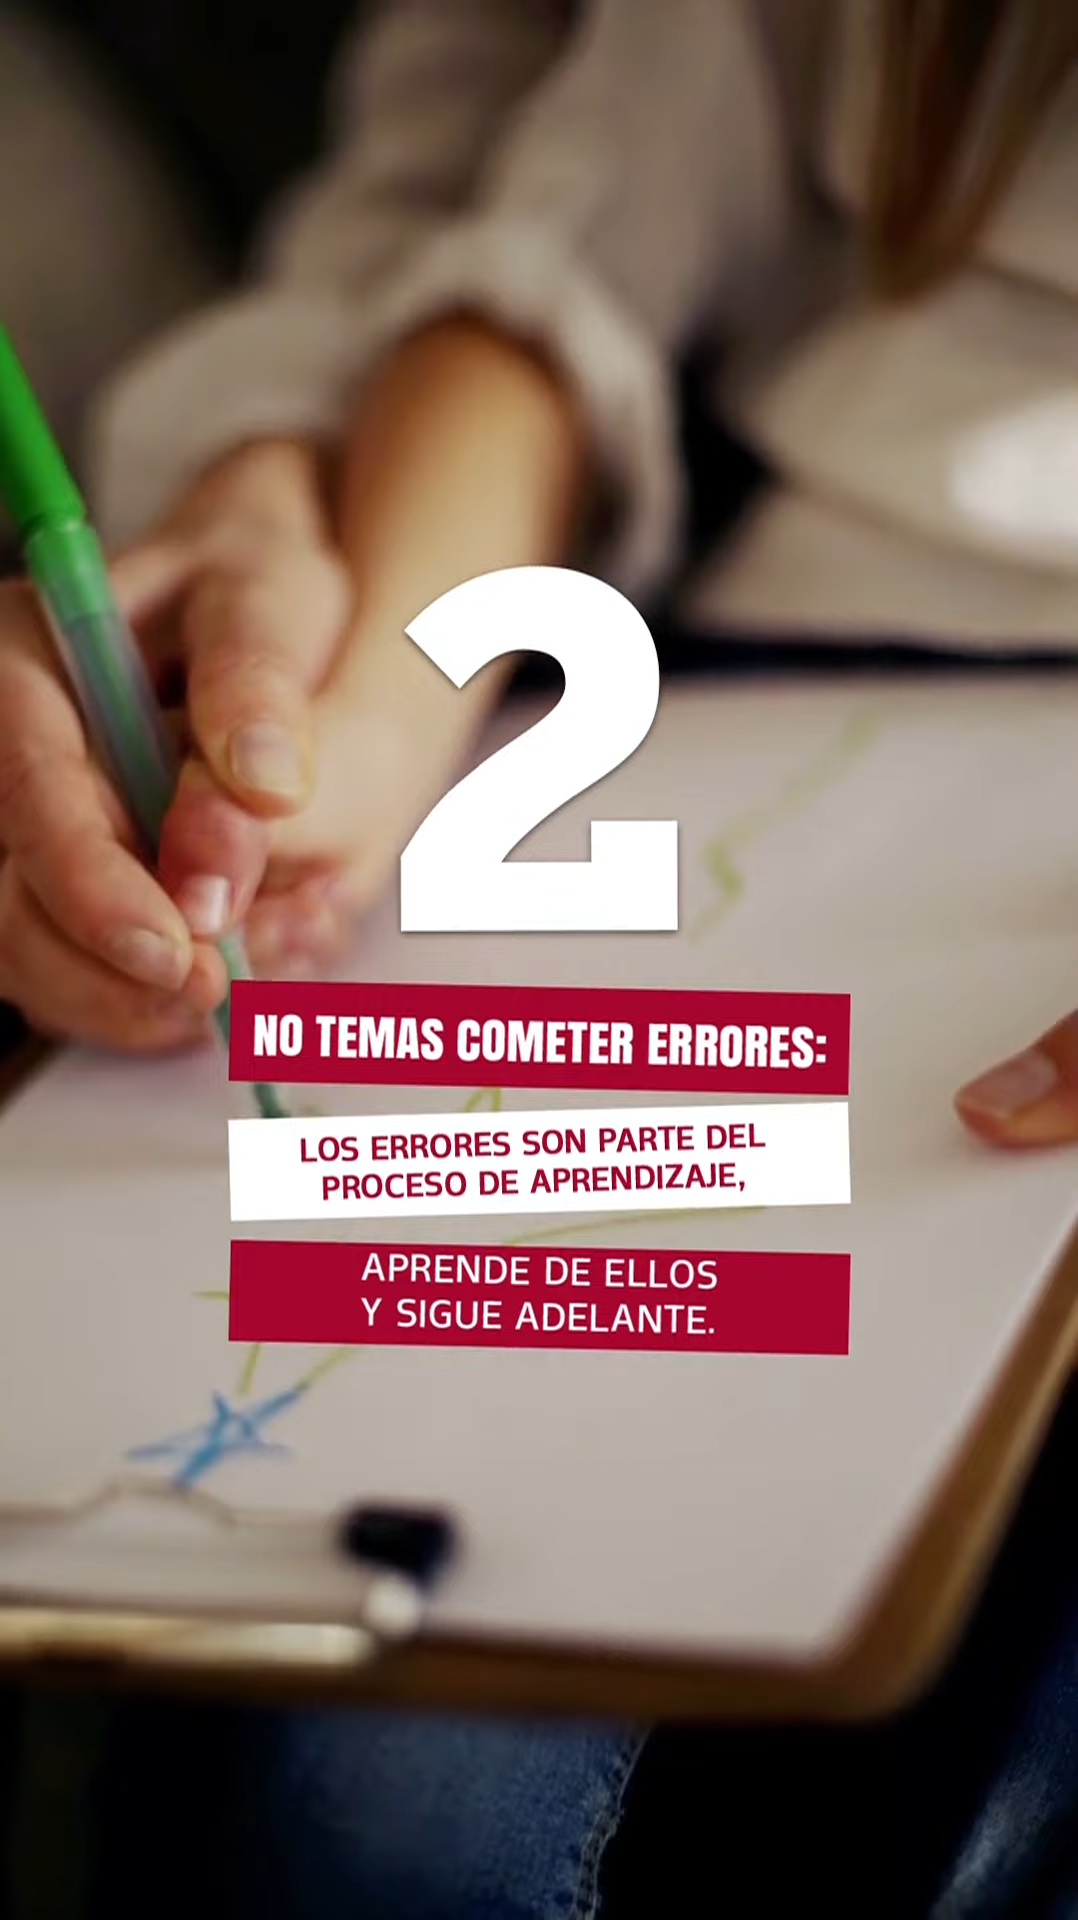 2
NO TEMAS COMETER ERRORES:
LOS ERRORES SON PARTE DEL
PROCESO DE APRENDIZAJE,
APRENDE DE ELLOS
Y SIGUE ADELANTE.